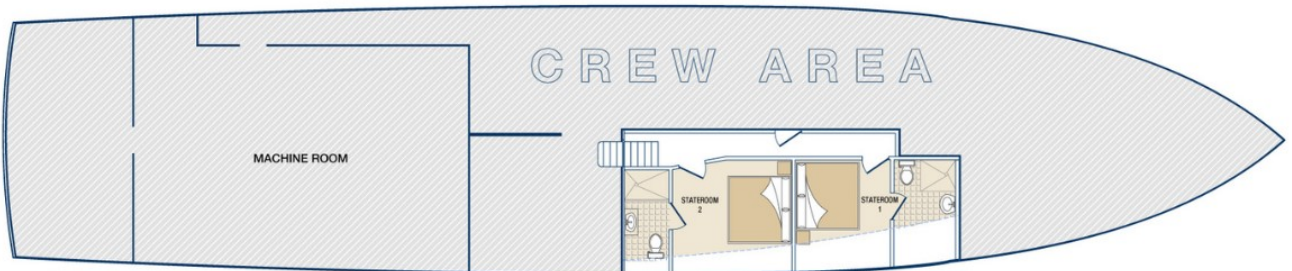 CREW AREA
MACHINE ROOM
STATEROOM
2
STATEROOM
1